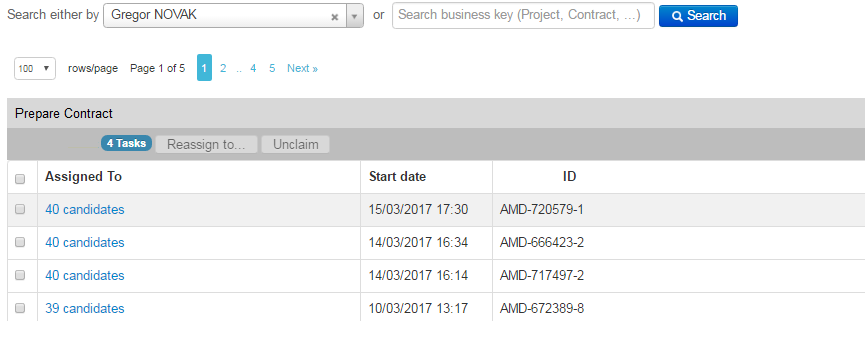 Search either by Gregor NOVAK × ▼ or Search business key (Project, Contract, ...) Search
100 ▼ rows/page Page 1 of 5 1 2 .. 4 5 Next »
Prepare Contract
4 Tasks Reassign to... Unclaim
Assigned To Start date ID
40 candidates 15/03/2017 17:30 AMD-720579-1
40 candidates 14/03/2017 16:34 AMD-666423-2
40 candidates 14/03/2017 16:14 AMD-717497-2
39 candidates 10/03/2017 13:17 AMD-672389-8